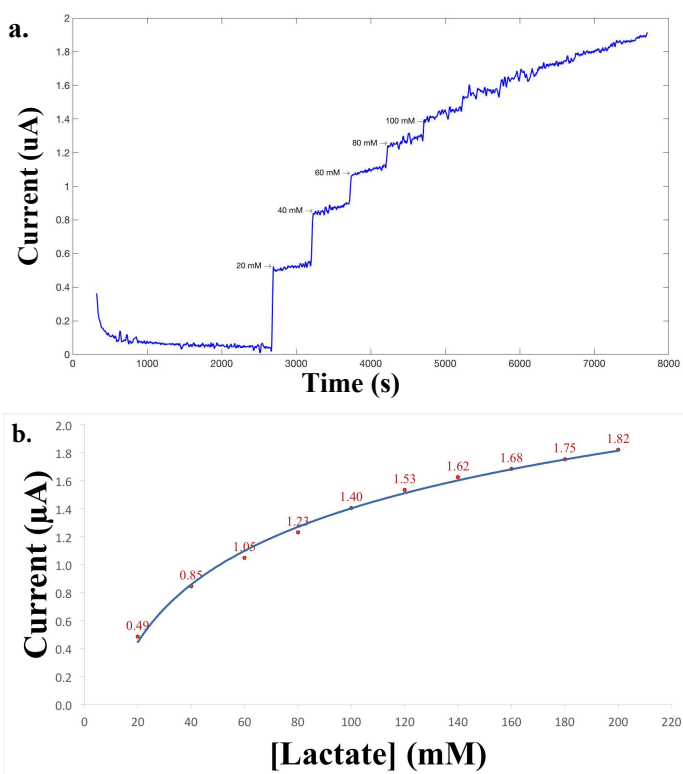 a.
Current (uA)
2
1.8
1.6
1.4
1.2
1
0.8
0.6
0.4
0.2
0
100 mM →
80 mM →
60 mM →
40 mM →
20 mM →
0 1000 2000 3000 4000 5000 6000 7000 8000
Time (s)
b.
Current (μA)
2.0
1.8
1.6
1.4
1.2
1.0
0.8
0.6
0.4
0.2
0.0
0.49
0.85
1.05
1.23
1.40
1.53
1.62
1.68
1.75
1.82
0 20 40 60 80 100 120 140 160 180 200
[Lactate] (mM)